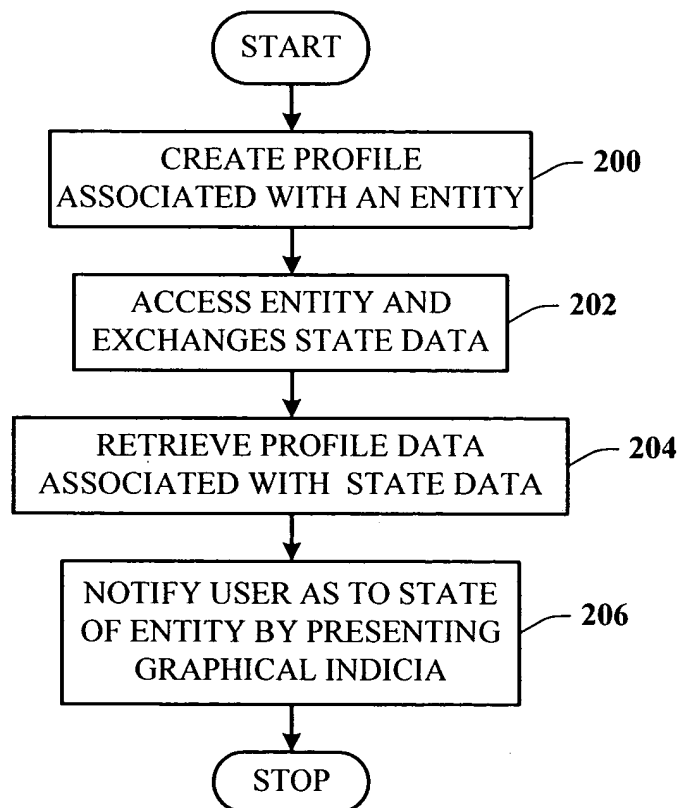 START
CREATE PROFILE
ASSOCIATED WITH AN ENTITY
200
ACCESS ENTITY AND
EXCHANGES STATE DATA
202
RETRIEVE PROFILE DATA
ASSOCIATED WITH STATE DATA
204
NOTIFY USER AS TO STATE
OF ENTITY BY PRESENTING
GRAPHICAL INDICIA
206
STOP